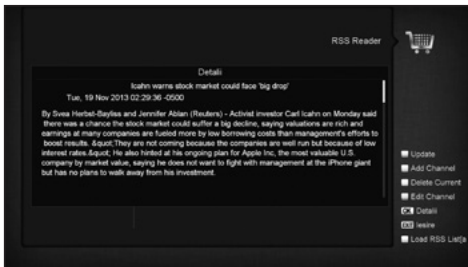 RSS Reader
Detalii
Icahn warns stock market could face 'big drop'
Tue, 19 Nov 2013 02:29:36 -0500
By Svea Herbst-Bayliss and Jennifer Ablan (Reuters) - Activist investor Carl Icahn on Monday said
there was a chance the stock market could suffer a big decline, saying valuations are rich and
earnings at many companies are fueled more by low borrowing costs than management's efforts to
boost results. &quot;They are not coming because the companies are well run but because of low
interest rates.&quot; He also hinted at his ongoing plan for Apple Inc, the most valuable U.S.
company by market value, saying he does not want to fight with management at the iPhone giant
but has no plans to walk away from his investment.
Update
Add Channel
Delete Current
Edit Channel
OK Detalii
EXIT Iesire
Load RSS List[a